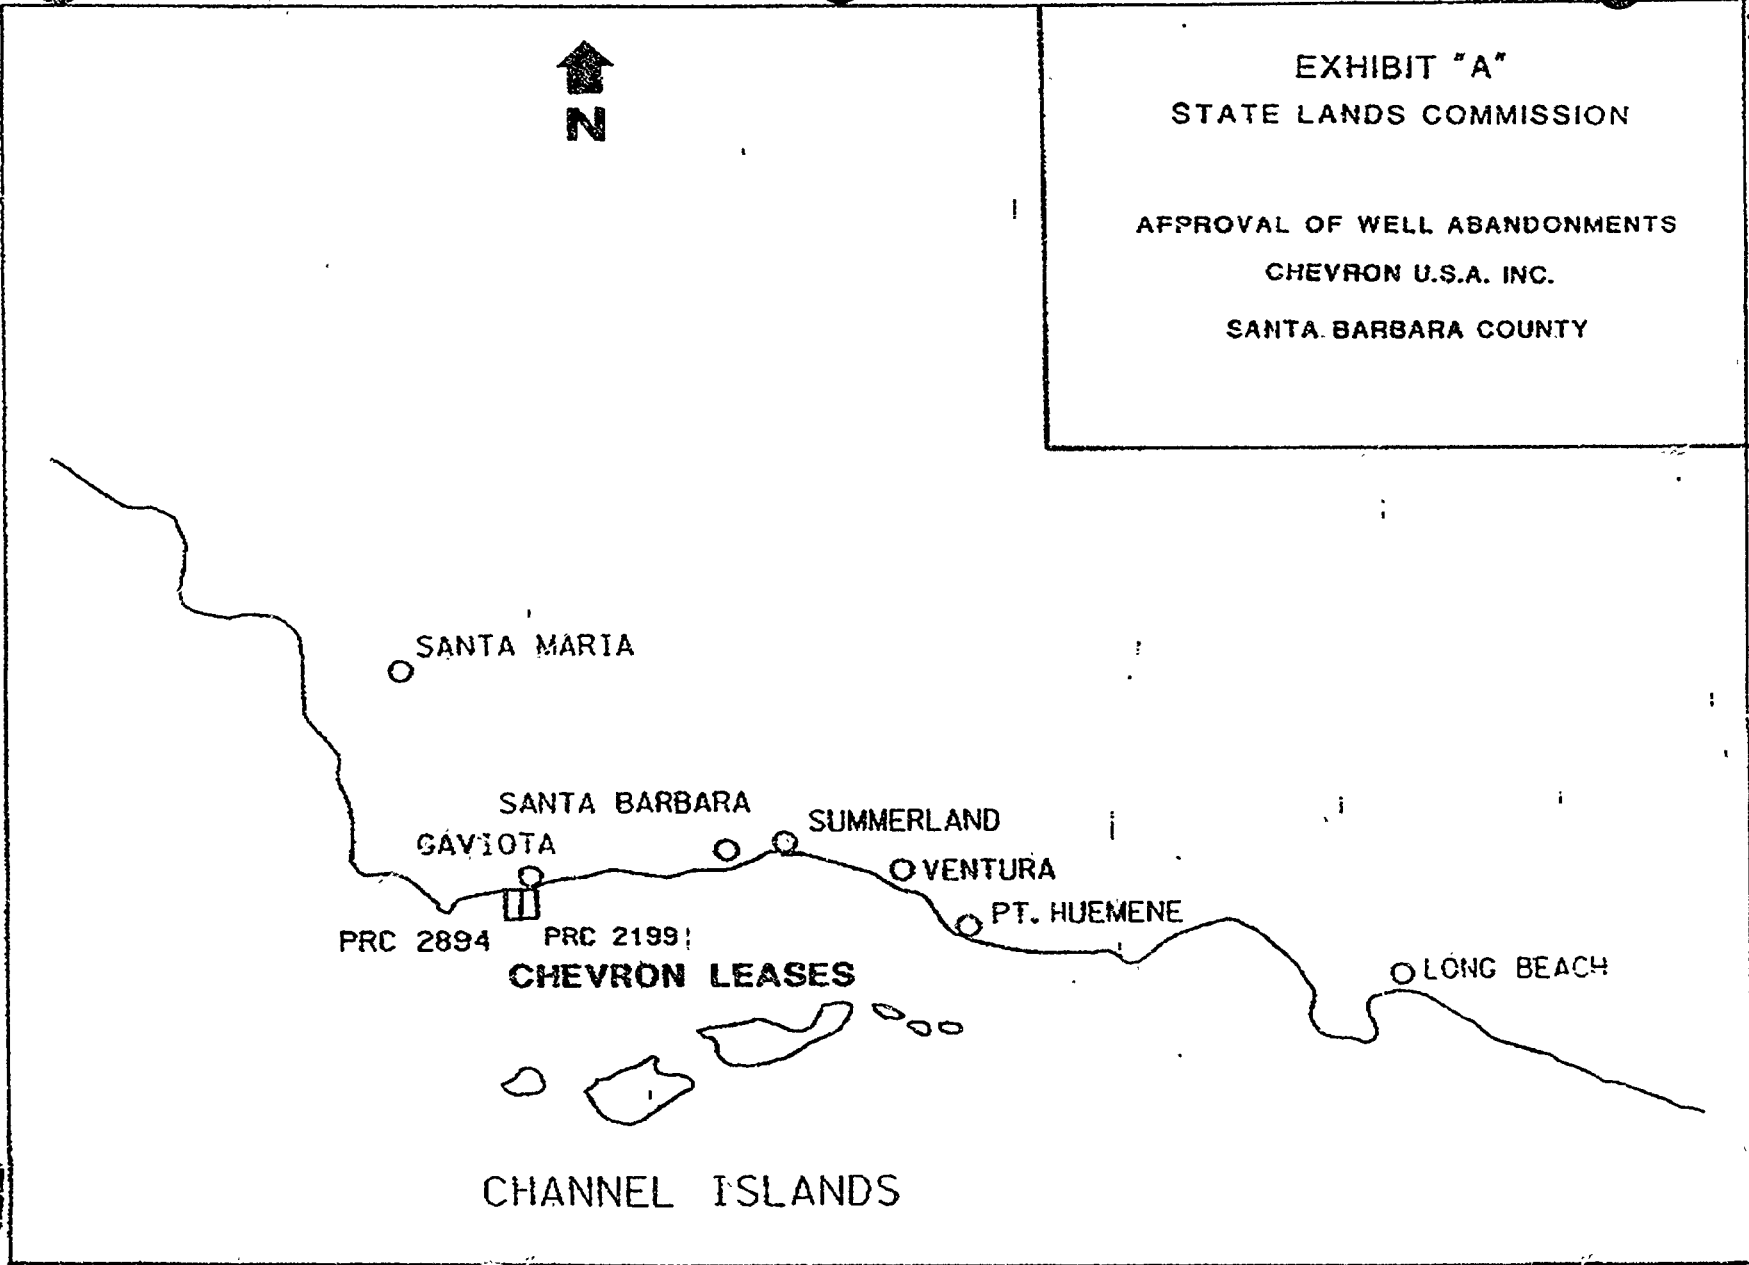 N
EXHIBIT "A"
STATE LANDS COMMISSION
APPROVAL OF WELL ABANDONMENTS
CHEVRON U.S.A. INC.
SANTA BARBARA COUNTY
SANTA MARIA
SANTA BARBARA
SUMMERLAND
GAVIOTA
VENTURA
PT. HUEMENE
PRC 2894
PRC 2199
CHEVRON LEASES
LONG BEACH
CHANNEL ISLANDS